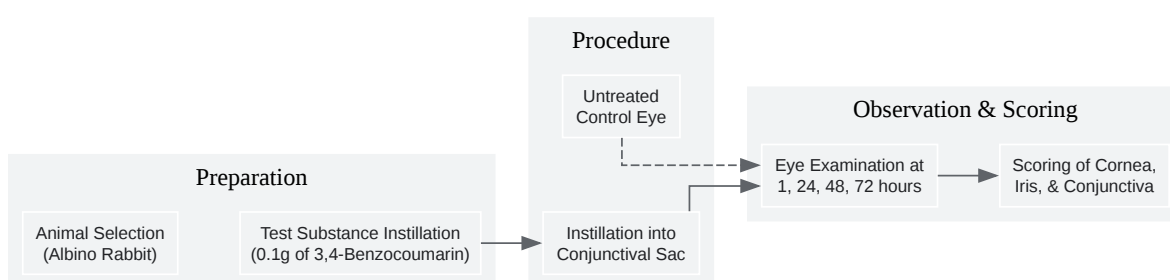 Preparation
Animal Selection
(Albino Rabbit)
Test Substance Instillation
(0.1g of 3,4-Benzocoumarin)
Procedure
Untreated
Control Eye
Instillation into
Conjunctival Sac
Observation & Scoring
Eye Examination at
1, 24, 48, 72 hours
Scoring of Cornea,
Iris, & Conjunctiva